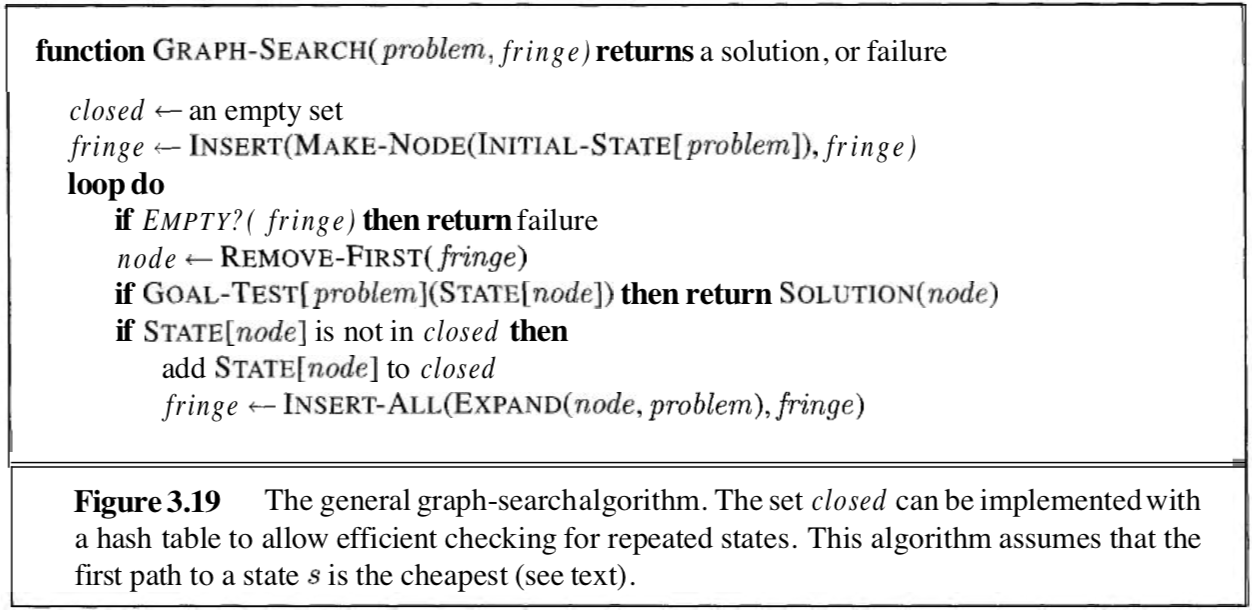 function GRAPH-SEARCH(problem, fringe) returns a solution, or failure
closed ← an empty set
fringe ← INSERT(MAKE-NODE(INITIAL-STATE[problem]), fringe)
loop do
if EMPTY?( fringe) then return failure
node ← REMOVE-FIRST(fringe)
if GOAL-TEST[problem](STATE[node]) then return SOLUTION(node)
if STATE[node] is not in closed then
add STATE[node] to closed
fringe ← INSERT-ALL(EXPAND(node, problem), fringe)
Figure 3.19 The general graph-searchalgorithm. The set closed can be implemented with
a hash table to allow efficient checking for repeated states. This algorithm assumes that the
first path to a state s is the cheapest (see text).